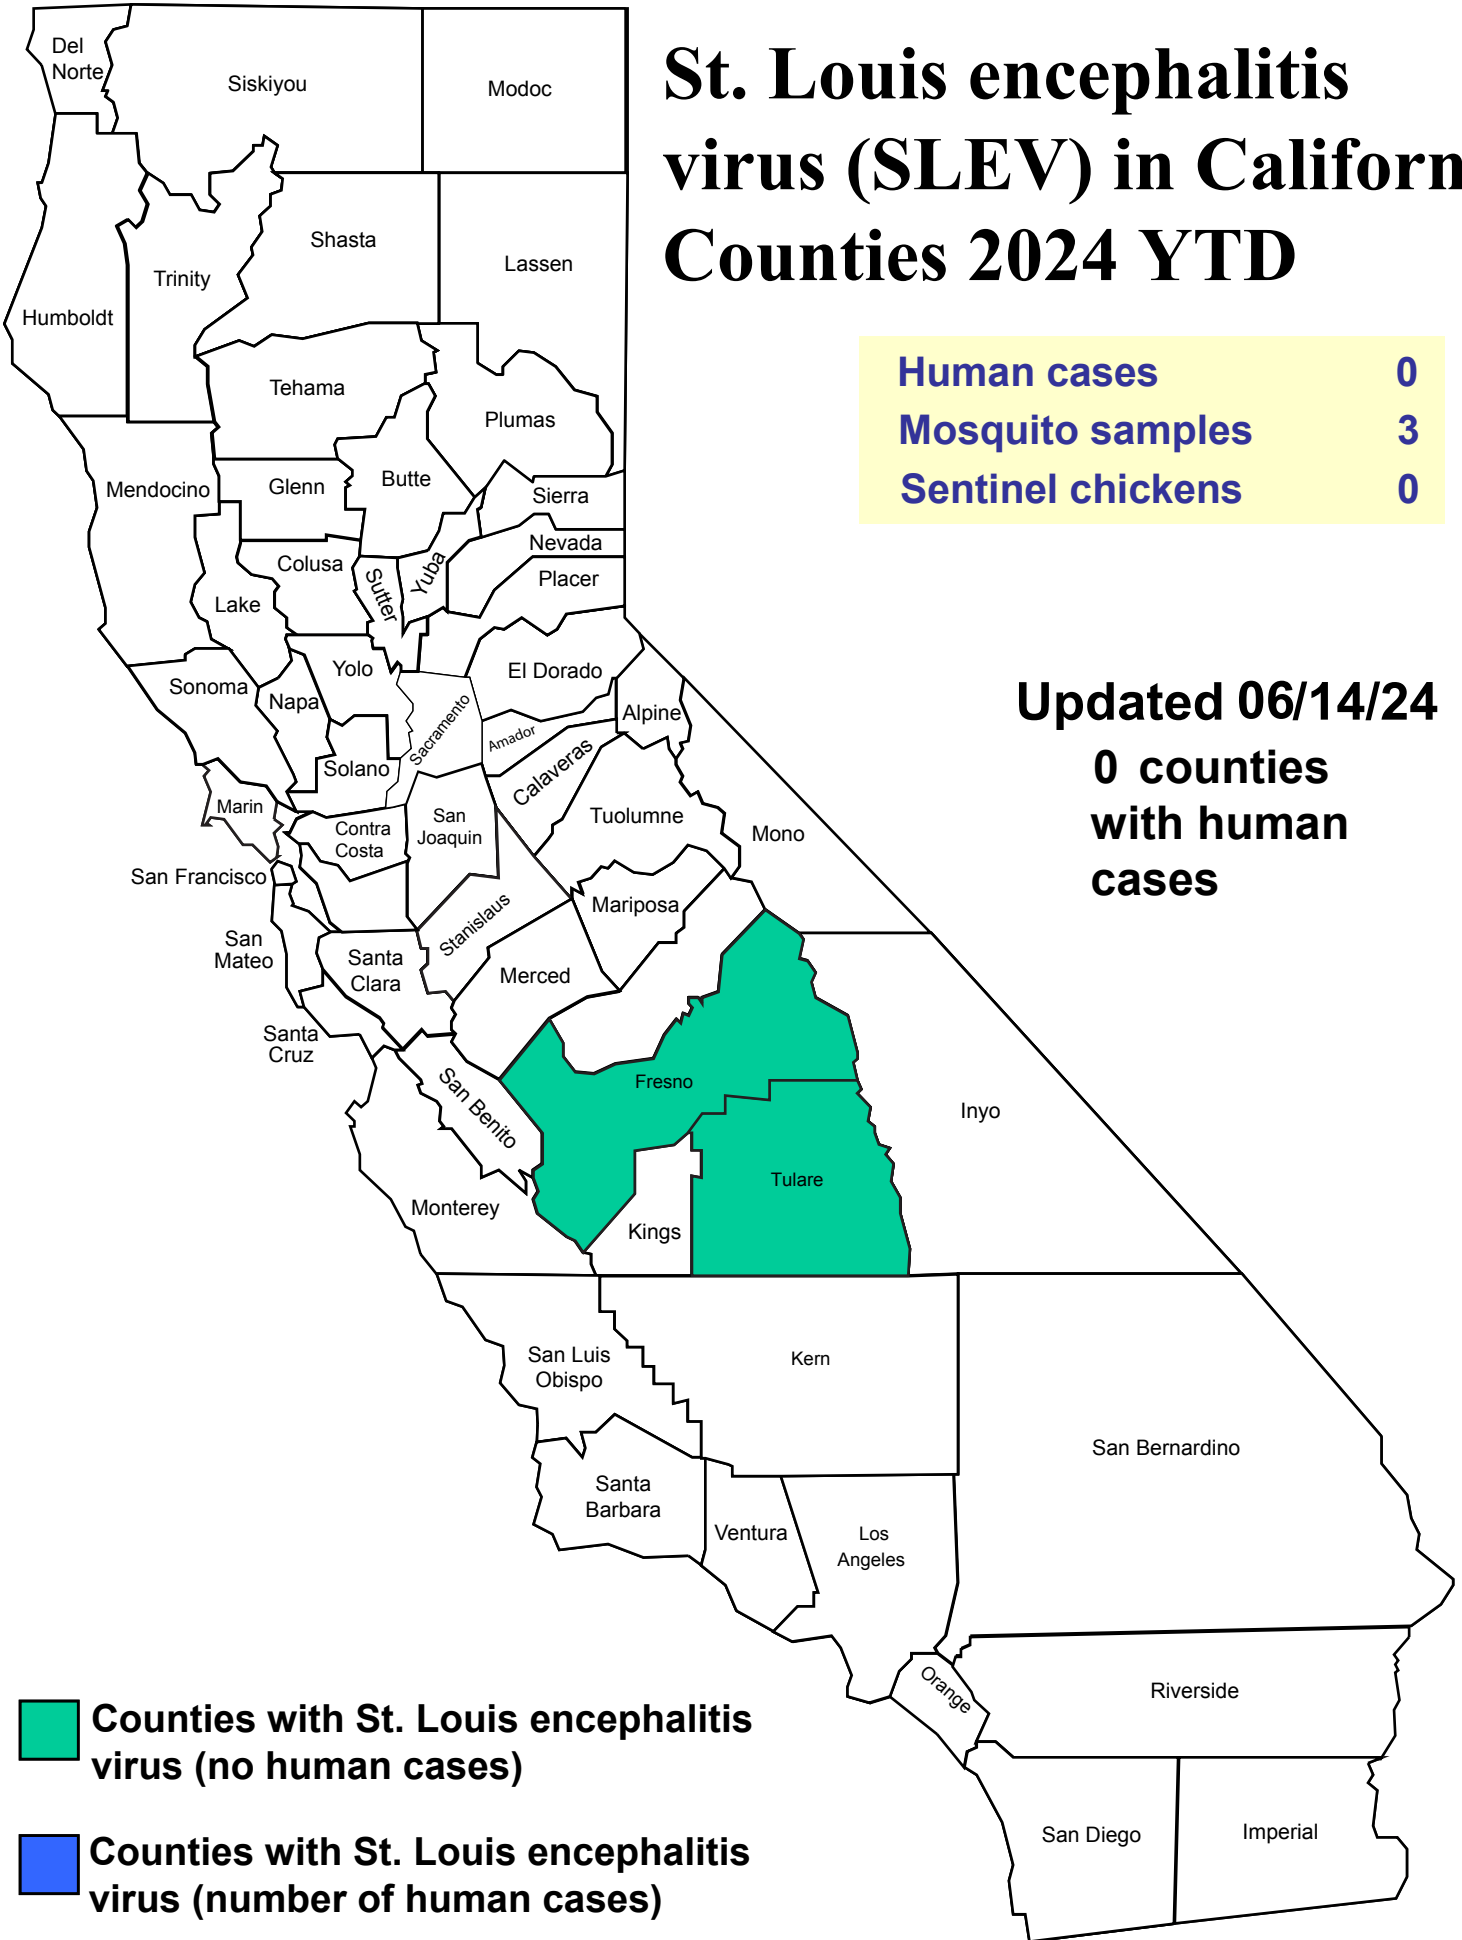 St. Louis encephalitis
virus (SLEV) in Californ
Counties 2024 YTD
Human cases 0
Mosquito samples 3
Sentinel chickens 0
Updated 06/14/24
0 counties
with human
cases
Del
Norte
Siskiyou
Modoc
Shasta
Trinity
Lassen
Humboldt
Tehama
Plumas
Mendocino
Glenn
Butte
Sierra
Nevada
Colusa
Sutter
Yuba
Placer
Lake
Yolo
El Dorado
Sonoma
Napa
Sacramento
Alpine
Amador
Solano
Calaveras
Marin
Contra
Costa
San
Joaquin
Tuolumne
Mono
San Francisco
Stanislaus
Mariposa
San
Mateo
Santa
Clara
Merced
Santa
Cruz
San Benito
Fresno
Inyo
Tulare
Monterey
Kings
San Luis
Obispo
Kern
San Bernardino
Santa
Barbara
Ventura
Los
Angeles
Orange
Riverside
San Diego
Imperial
Counties with St. Louis encephalitis
virus (no human cases)
Counties with St. Louis encephalitis
virus (number of human cases)